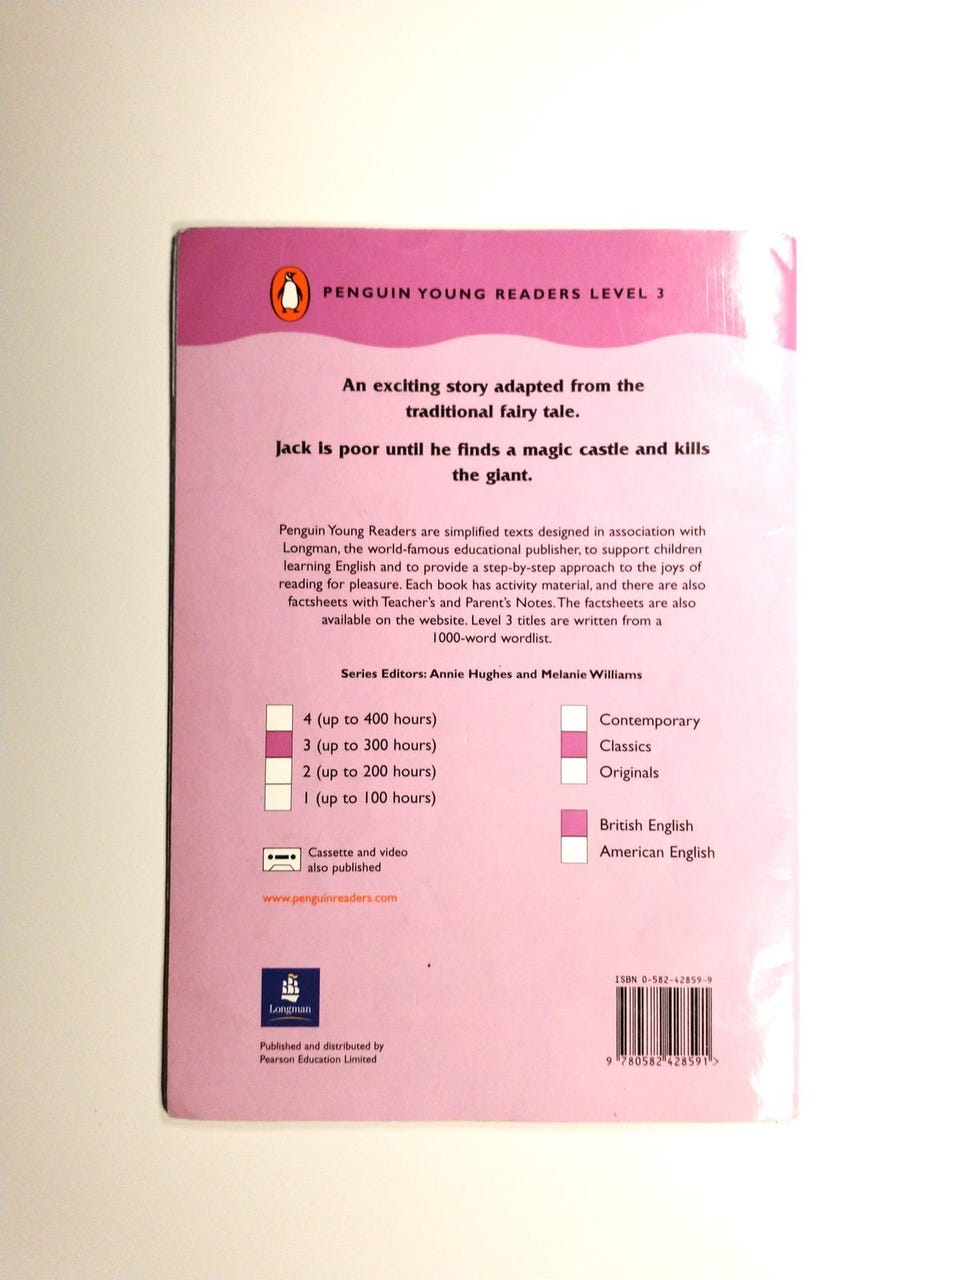 PENGUIN YOUNG READERS LEVEL 3
An exciting story adapted from the
traditional fairy tale.
Jack is poor until he finds a magic castle and kills
the giant.
Penguin Young Readers are simplified texts designed in association with
Longman, the world-famous educational publisher, to support children
learning English and to provide a step-by-step approach to the joys of
reading for pleasure. Each book has activity material, and there are also
factsheets with Teacher's and Parent's Notes. The factsheets are also
available on the website. Level 3 titles are written from a
1000-word wordlist.
Series Editors: Annie Hughes and Melanie Williams
4 (up to 400 hours)
3 (up to 300 hours)
2 (up to 200 hours)
1 (up to 100 hours)
Contemporary
Classics
Originals
British English
American English
Cassette and video
also published
www.penguinreaders.com
Longman
Published and distributed by
Pearson Education Limited
ISBN 0-582-42859-9
9 780582 428591 >